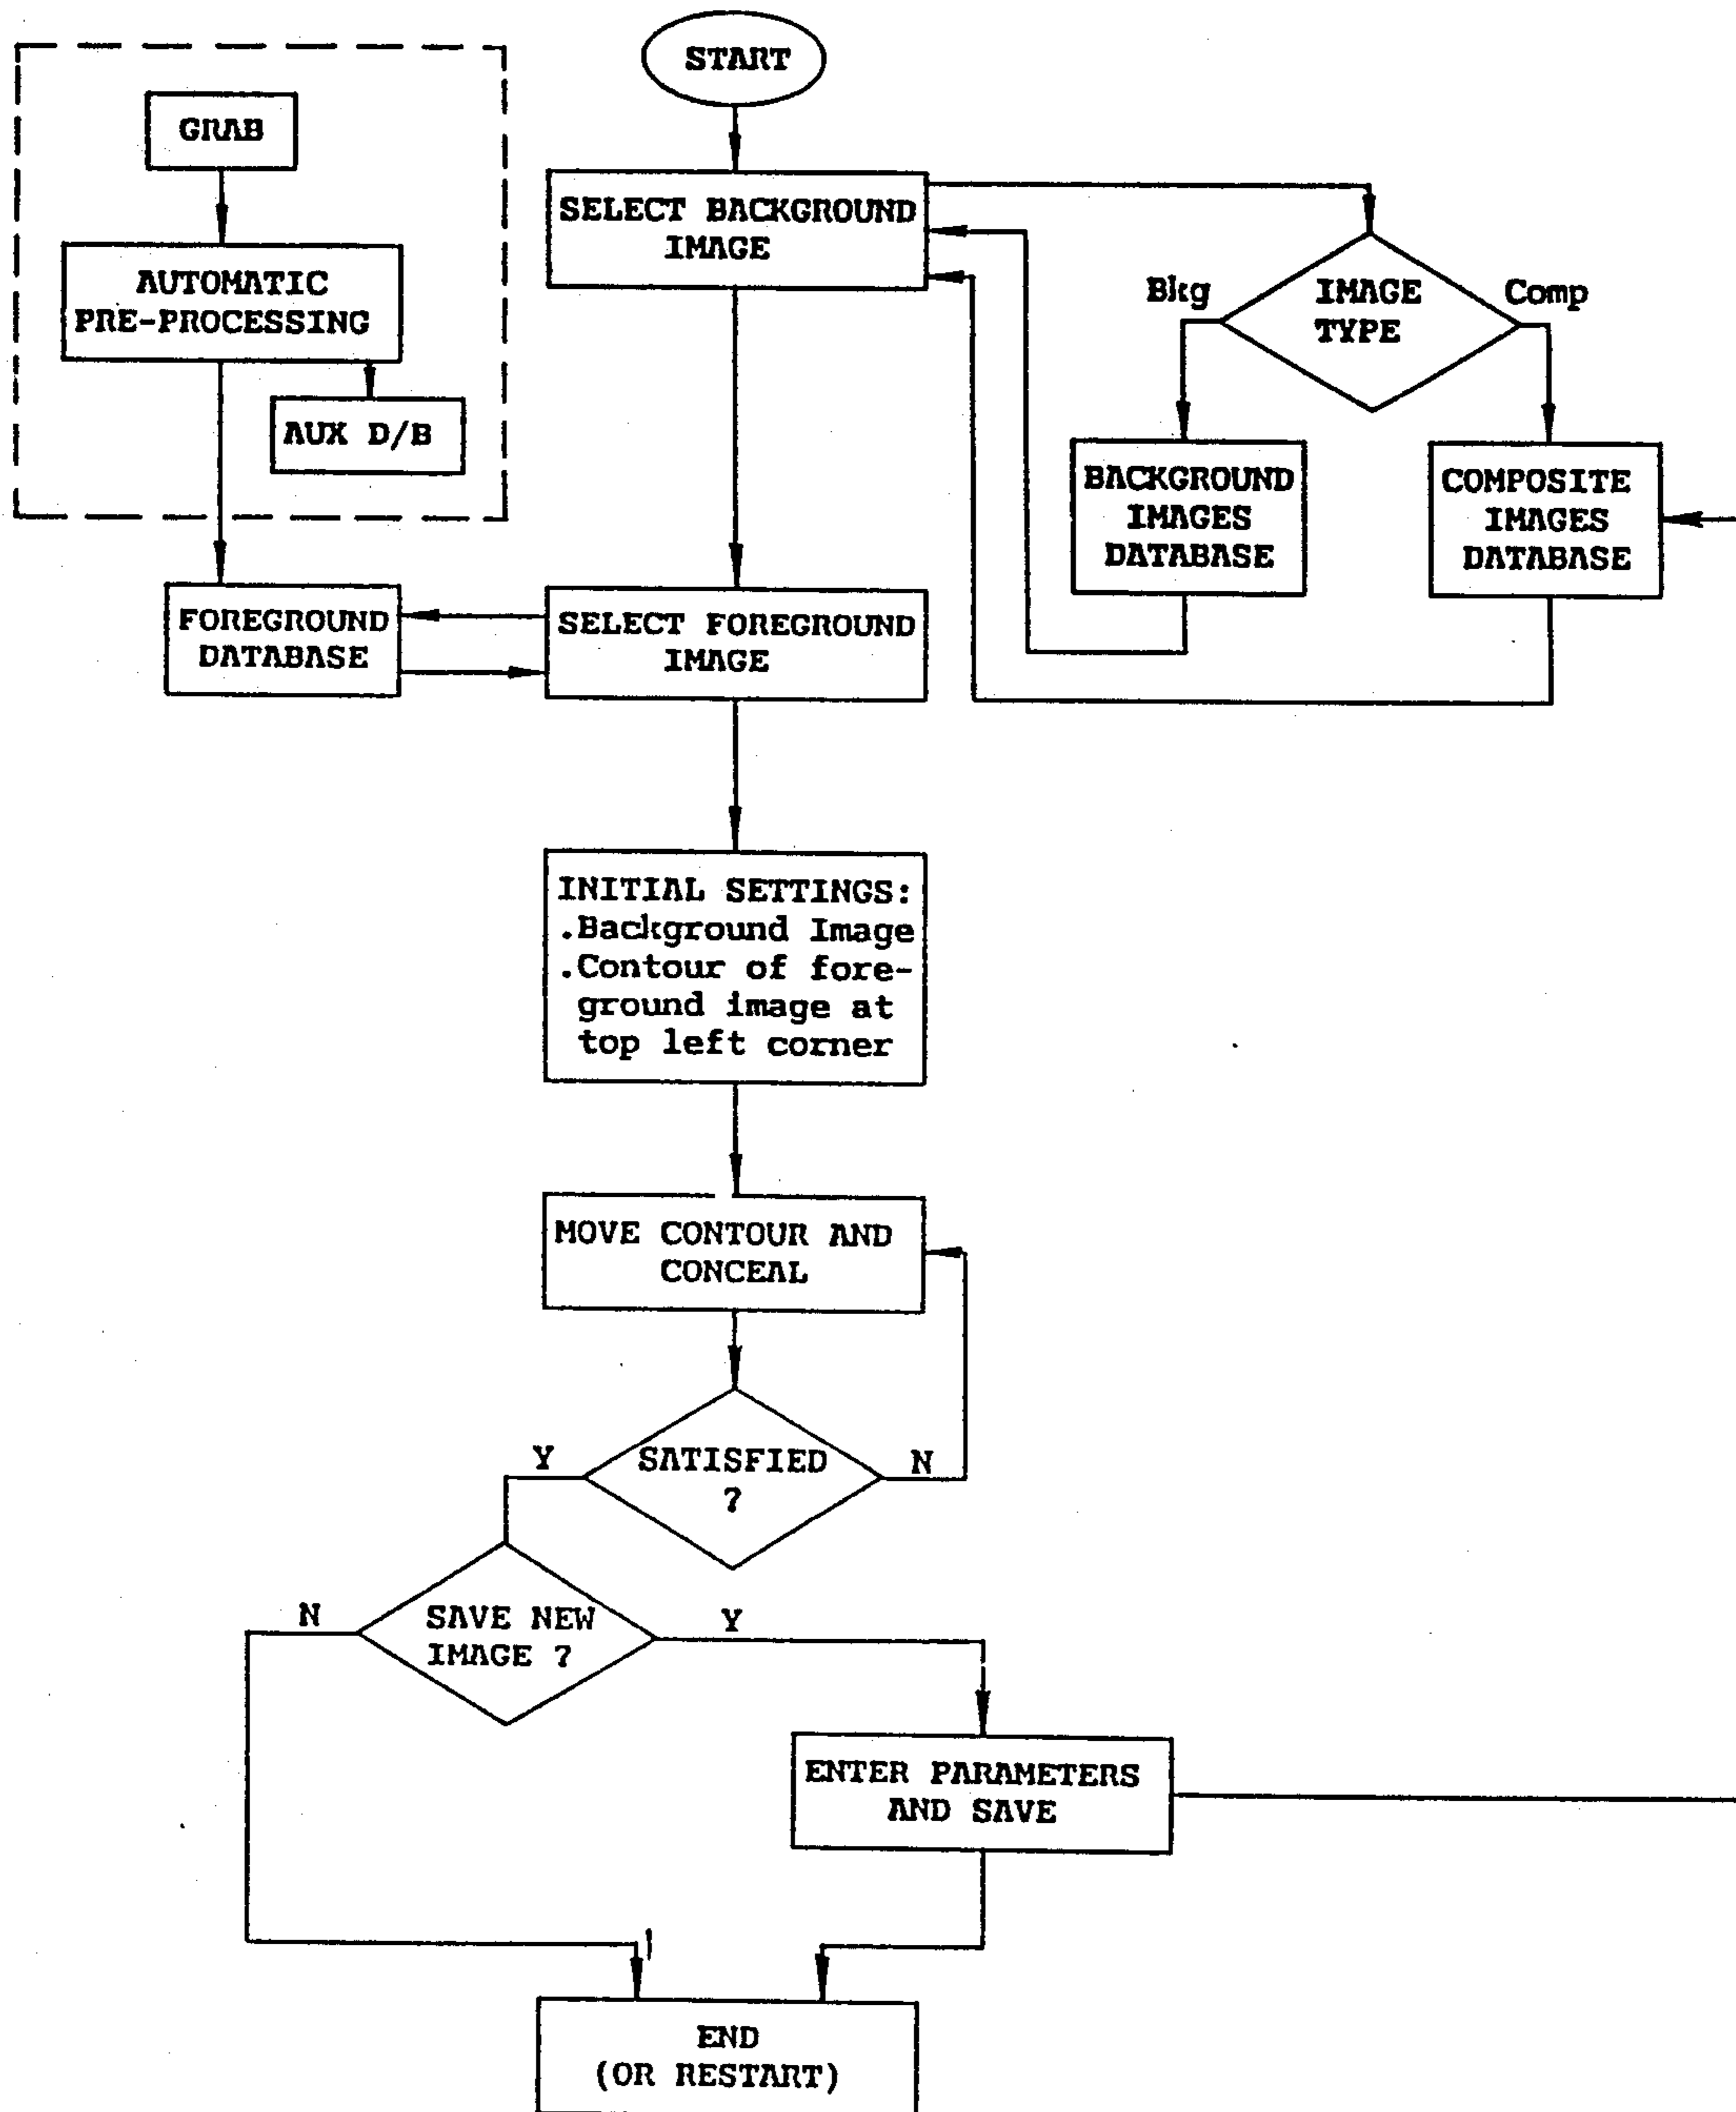 START
GRAB
SELECT BACKGROUND
IMAGE
AUTOMATIC
PRE-PROCESSING
Bkg
IMAGE
TYPE
Comp
AUX D/B
BACKGROUND
IMAGES
DATABASE
COMPOSITE
IMAGES
DATABASE
FOREGROUND
DATABASE
SELECT FOREGROUND
IMAGE
INITIAL SETTINGS:
.Background Image
.Contour of fore-
ground image at
top left corner
MOVE CONTOUR AND
CONCEAL
Y
SATISFIED
?
N
N
SAVE NEW
IMAGE ?
Y
ENTER PARAMETERS
AND SAVE
END
(OR RESTART)